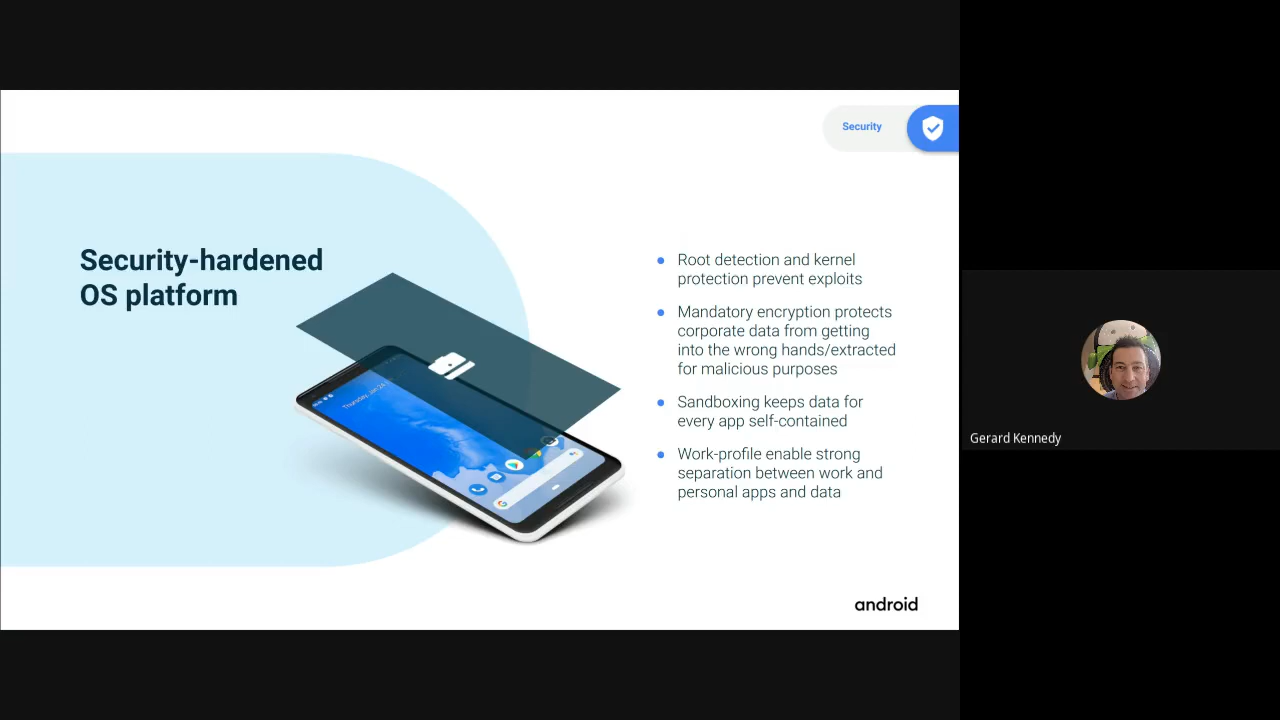 Security
Security-hardened
OS platform
Root detection and kernel
protection prevent exploits
Mandatory encryption protects
corporate data from getting
into the wrong hands/extracted
for malicious purposes
Sandboxing keeps data for
every app self-contained
Work-profile enable strong
separation between work and
personal apps and data
android
Gerard Kennedy